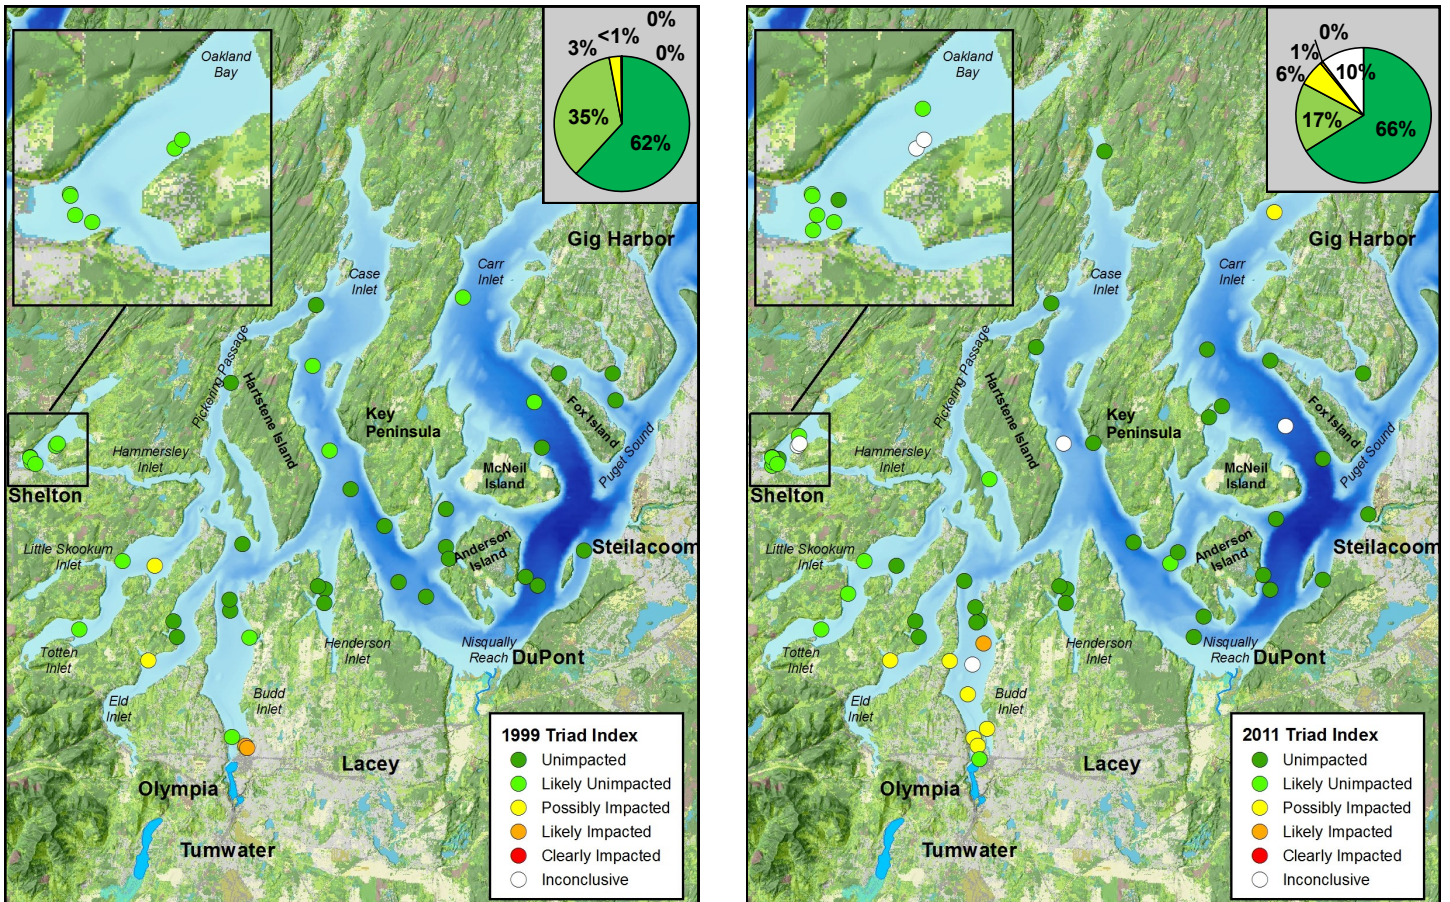 Oakland
Bay
0%
<1%
3%
0%
35%
62%
Gig Harbor
Case
Inlet
Carr
Inlet
Pickering Passage
Hartstene Island
Key
Peninsula
Fox Island
Puget Sound
Hammersley
Inlet
McNeil
Island
Shelton
Little Skookum
Inlet
Anderson
Island
Steilacoom
Totten
Inlet
Henderson
Inlet
Nisqually
Reach
DuPont
Eld
Inlet
Budd
Inlet
Olympia
Lacey
Tumwater
1999 Triad Index
Unimpacted
Likely Unimpacted
Possibly Impacted
Likely Impacted
Clearly Impacted
Inconclusive
Oakland
Bay
0%
1%
6%
10%
17%
66%
Gig Harbor
Case
Inlet
Carr
Inlet
Pickering Passage
Hartstene Island
Key
Peninsula
Fox Island
Puget Sound
Hammersley
Inlet
McNeil
Island
Shelton
Little Skookum
Inlet
Anderson
Island
Steilacoom
Totten
Inlet
Henderson
Inlet
Nisqually
Reach
DuPont
Eld
Inlet
Budd
Inlet
Olympia
Lacey
Tumwater
2011 Triad Index
Unimpacted
Likely Unimpacted
Possibly Impacted
Likely Impacted
Clearly Impacted
Inconclusive